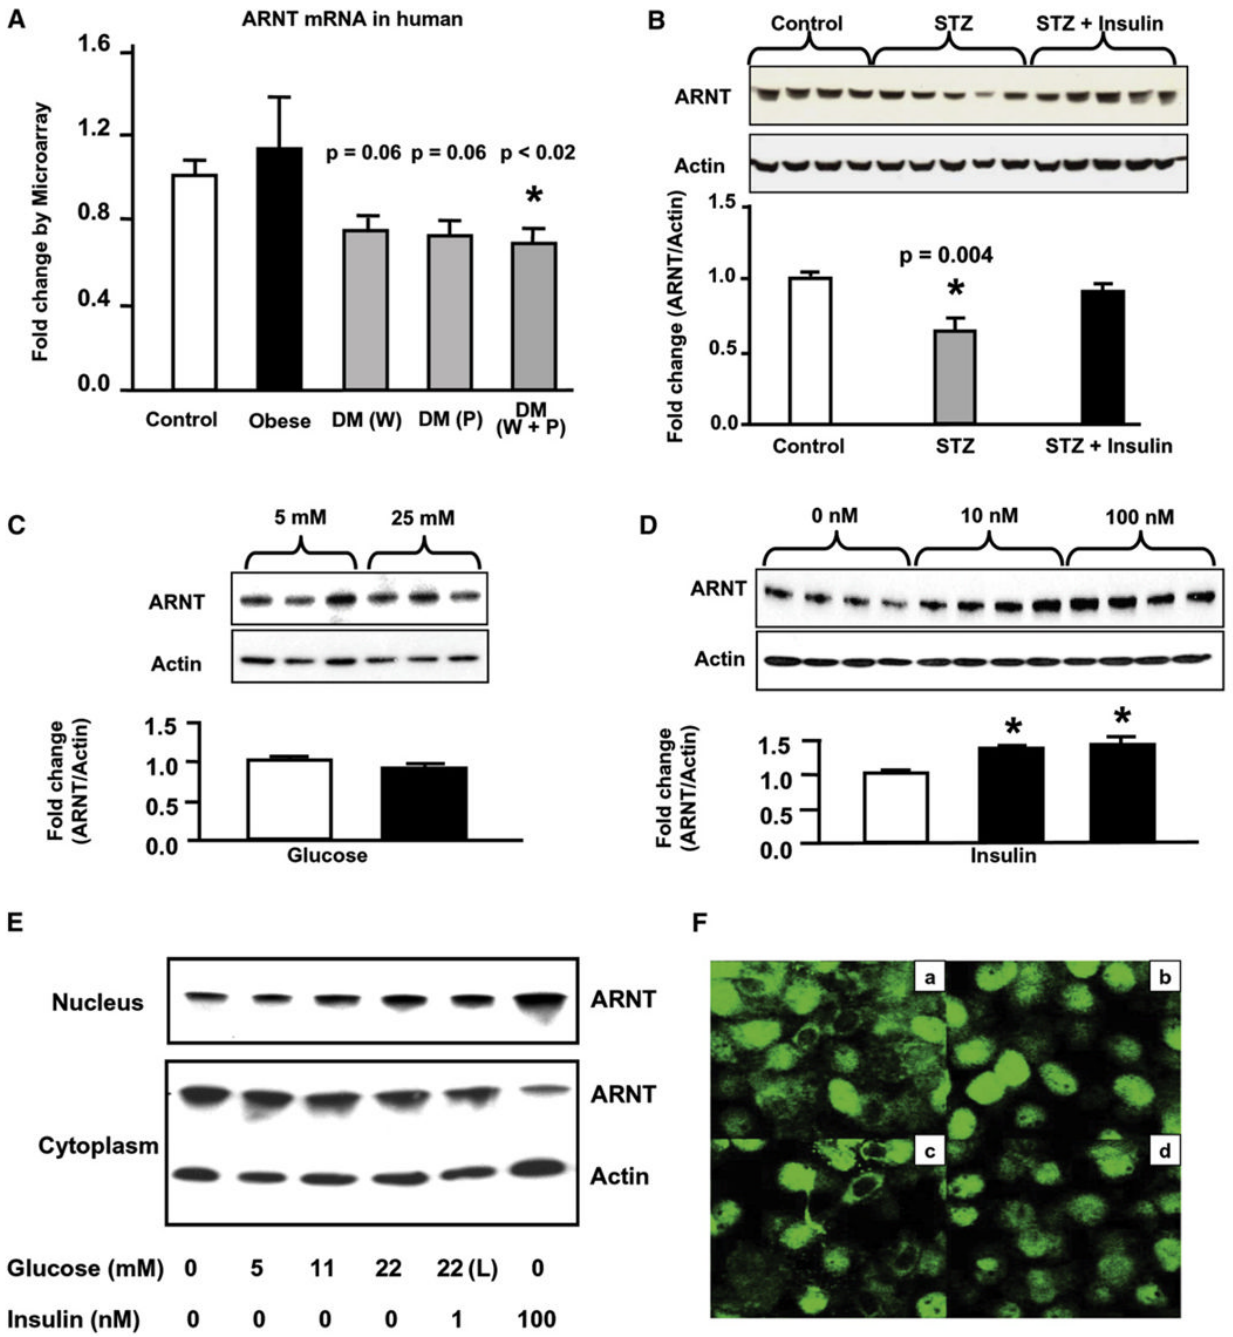 A
ARNT mRNA in human
Fold change by Microarray
1.6
1.2
0.8
0.4
0.0
p = 0.06 p = 0.06 p < 0.02
*
Control Obese DM (W) DM (P) DM (W + P)
B
Control STZ STZ + Insulin
ARNT
Actin
Fold change (ARNT/Actin)
1.5
1.0
0.5
0.0
p = 0.004
*
Control STZ STZ + Insulin
C
5 mM 25 mM
ARNT
Actin
Fold change
(ARNT/Actin)
1.5
1.0
0.5
0.0
Glucose
D
0 nM 10 nM 100 nM
ARNT
Actin
Fold change
(ARNT/Actin)
1.5
1.0
0.5
0.0
* *
Insulin
E
Nucleus ARNT
ARNT
Cytoplasm
Actin
Glucose (mM) 0 5 11 22 22 (L) 0
Insulin (nM) 0 0 0 0 1 100
F
a b
c d